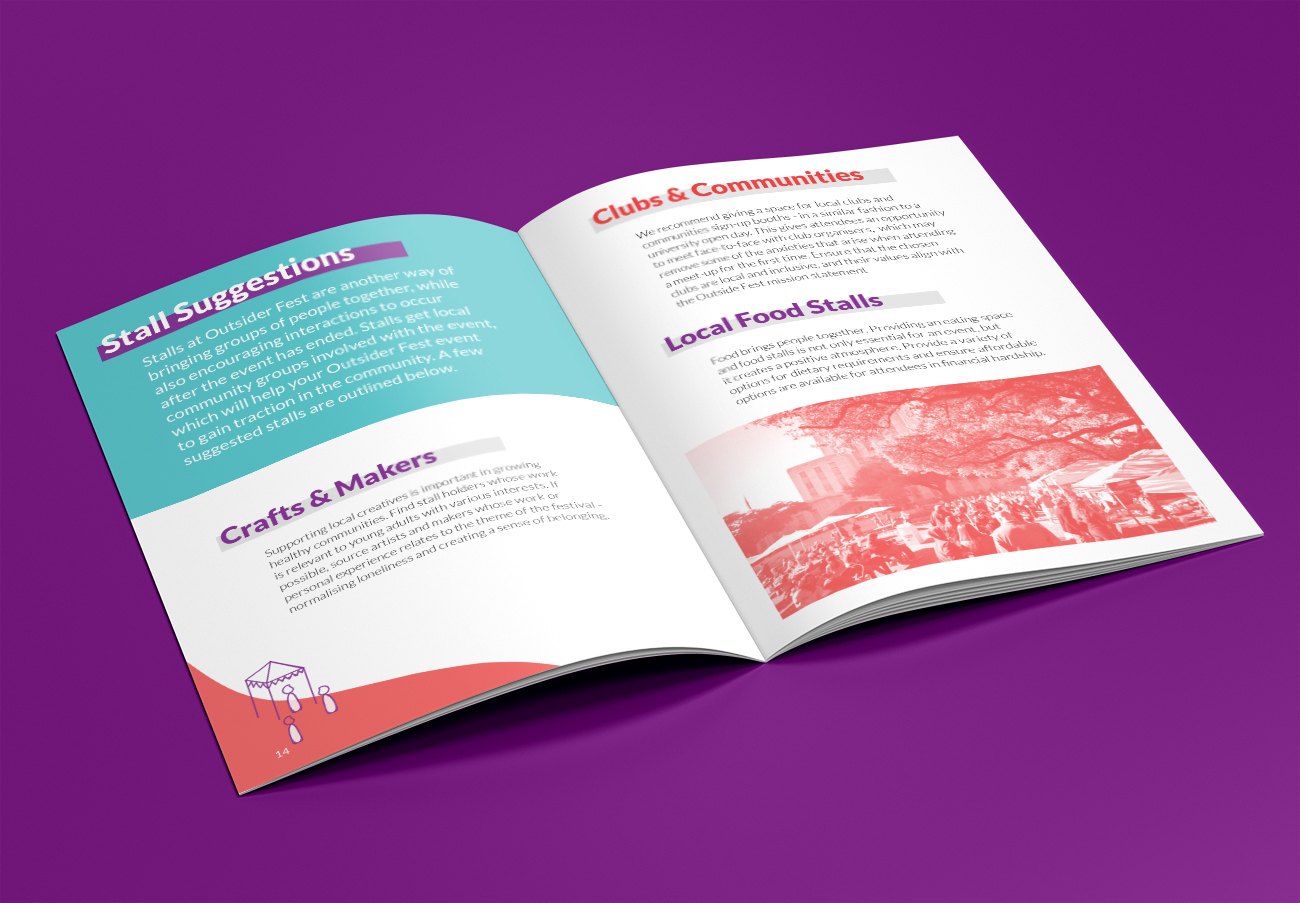 Stall Suggestions
Stalls at Outsider Fest are another way of
bringing groups of people together, while
also encouraging interactions to occur
after the event has ended. Stalls get local
community groups involved with the event,
which will help your Outsider Fest event
to gain traction in the community. A few
suggested stalls are outlined below.
Crafts & Makers
Supporting local creatives is important in growing
healthy communities. Find stall holders whose work
is relevant to young adults with various interests. If
possible, source artists and makers whose work or
personal experience relates to the theme of the festival -
normalising loneliness and creating a sense of belonging.
14
Clubs & Communities
We recommend giving a space for local clubs and
communities sign-up booths - in a similar fashion to a
university open day. This gives attendees an opportunity
to meet face-to-face with club organisers, which may
remove some of the anxieties that arise when attending
a meet-up for the first time. Ensure that the chosen
clubs are local and inclusive, and their values align with
the Outside Fest mission statement
Local Food Stalls
Food brings people together. Providing an eating space
and food stalls is not only essential for an event, but
it creates a positive atmosphere. Provide a variety of
options for dietary requirements and ensure affordable
options are available for attendees in financial hardship.